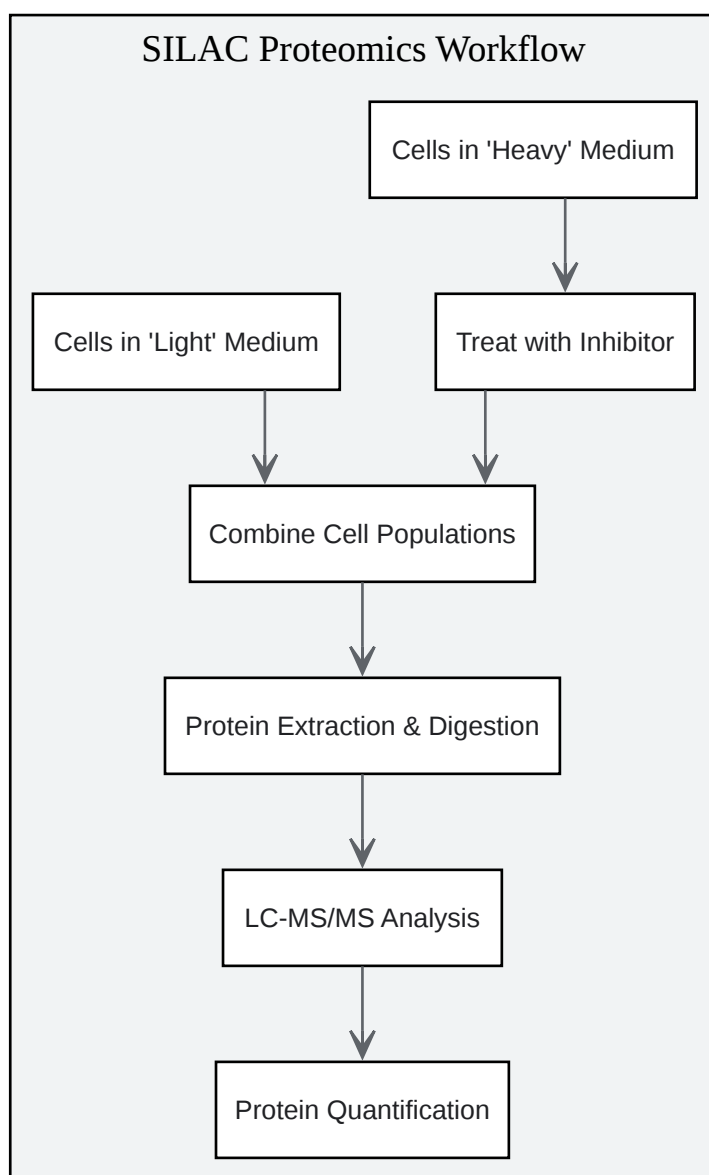 SILAC Proteomics Workflow
Cells in 'Heavy' Medium
Cells in 'Light' Medium
Treat with Inhibitor
Combine Cell Populations
Protein Extraction & Digestion
LC-MS/MS Analysis
Protein Quantification